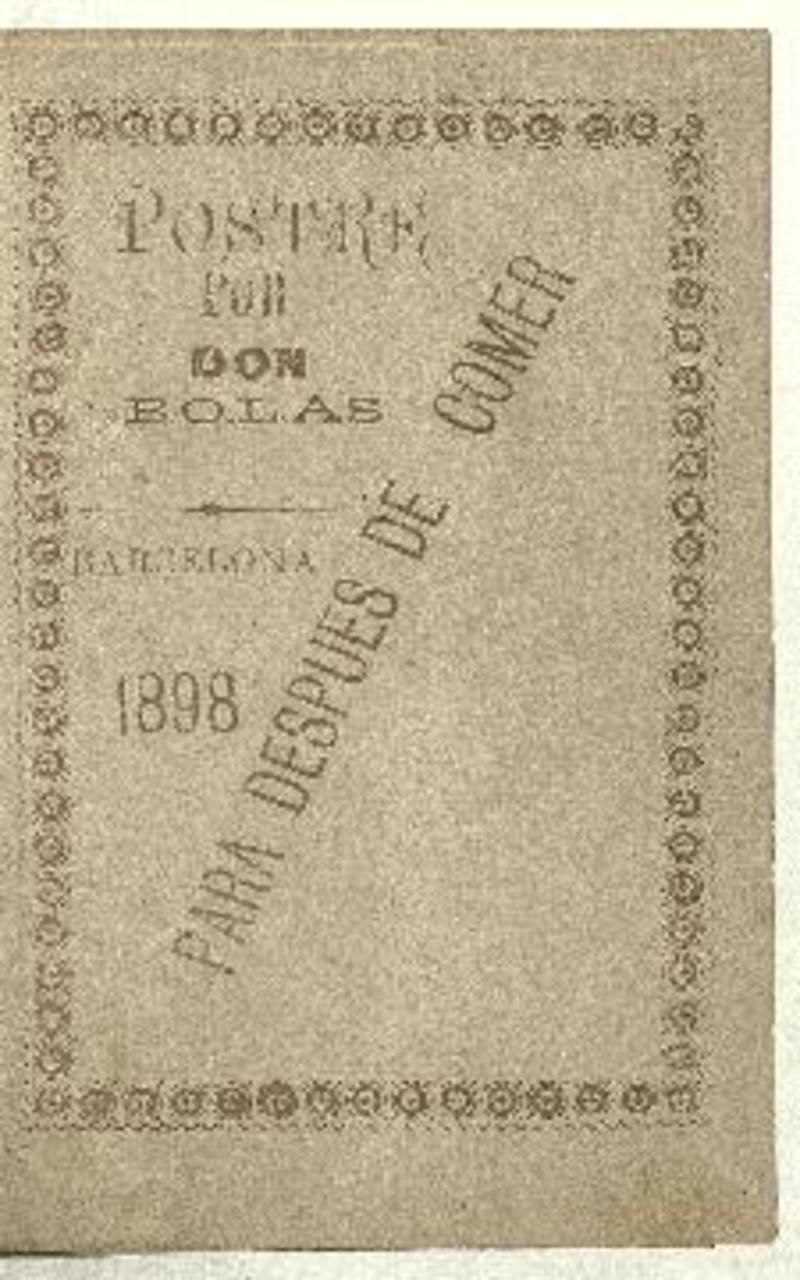 POSTRE
POR
DON
BOLAS
BARCELONA
1898
PARA DESPUES DE COMER